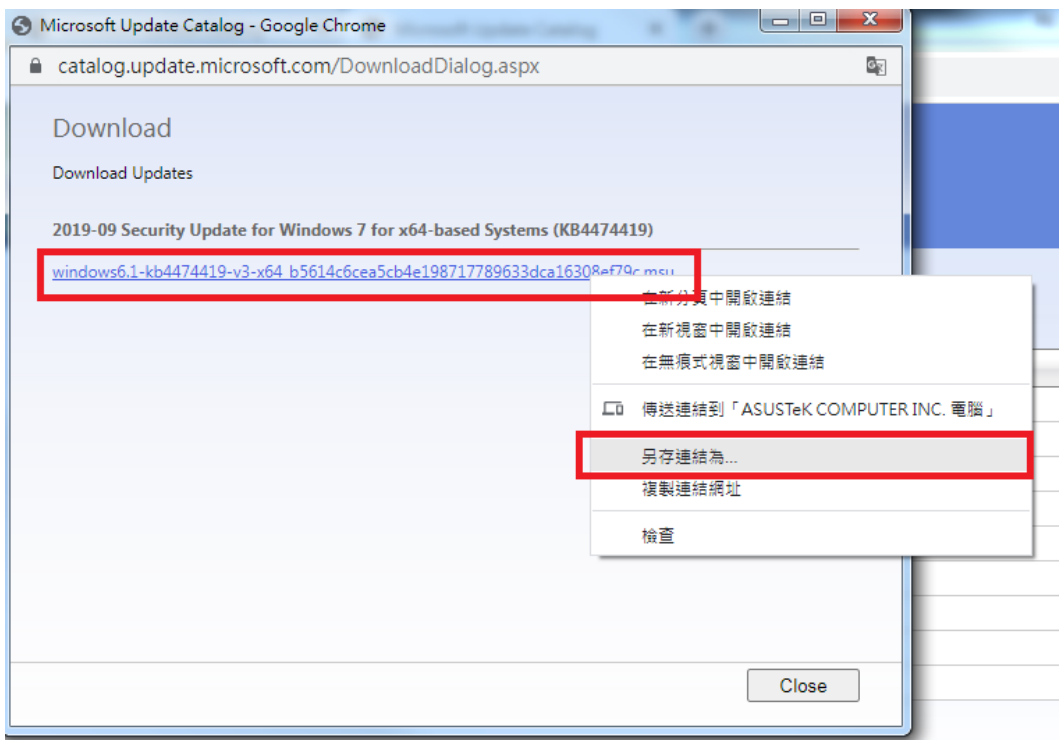 Microsoft Update Catalog - Google Chrome
catalog.update.microsoft.com/DownloadDialog.aspx
Download
Download Updates
2019-09 Security Update for Windows 7 for x64-based Systems (KB4474419)
windows6.1-kb4474419-v3-x64_b5614c6cea5cb4e198717789633dca16308ef79c.msu
在新分頁中開啟連結
在新視窗中開啟連結
在無痕式視窗中開啟連結
傳送連結到「ASUSTeK COMPUTER INC. 電腦」
另存連結為...
複製連結網址
檢查
Close